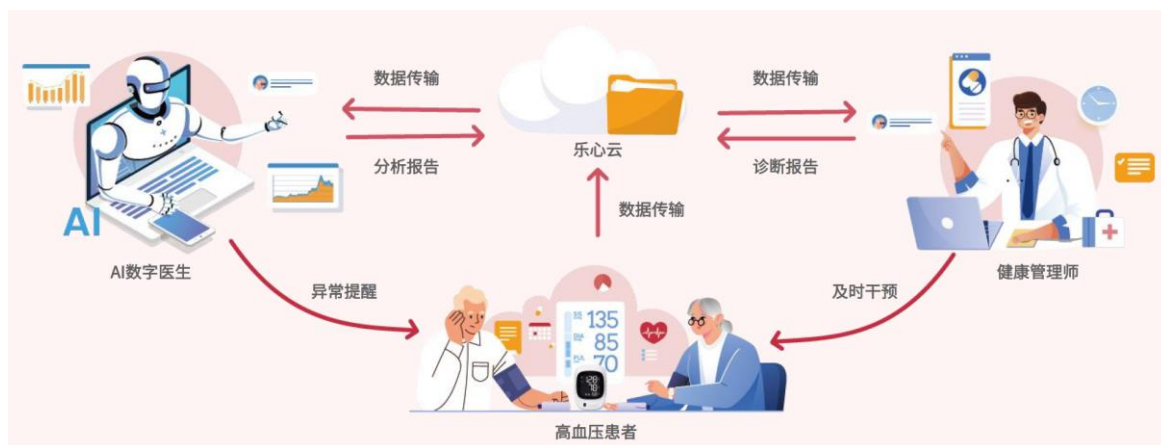 数据传输
数据传输
乐心云
分析报告
诊断报告
数据传输
AI
AI数字医生
健康管理师
异常提醒
及时干预
135
85
70
128
78
高血压患者